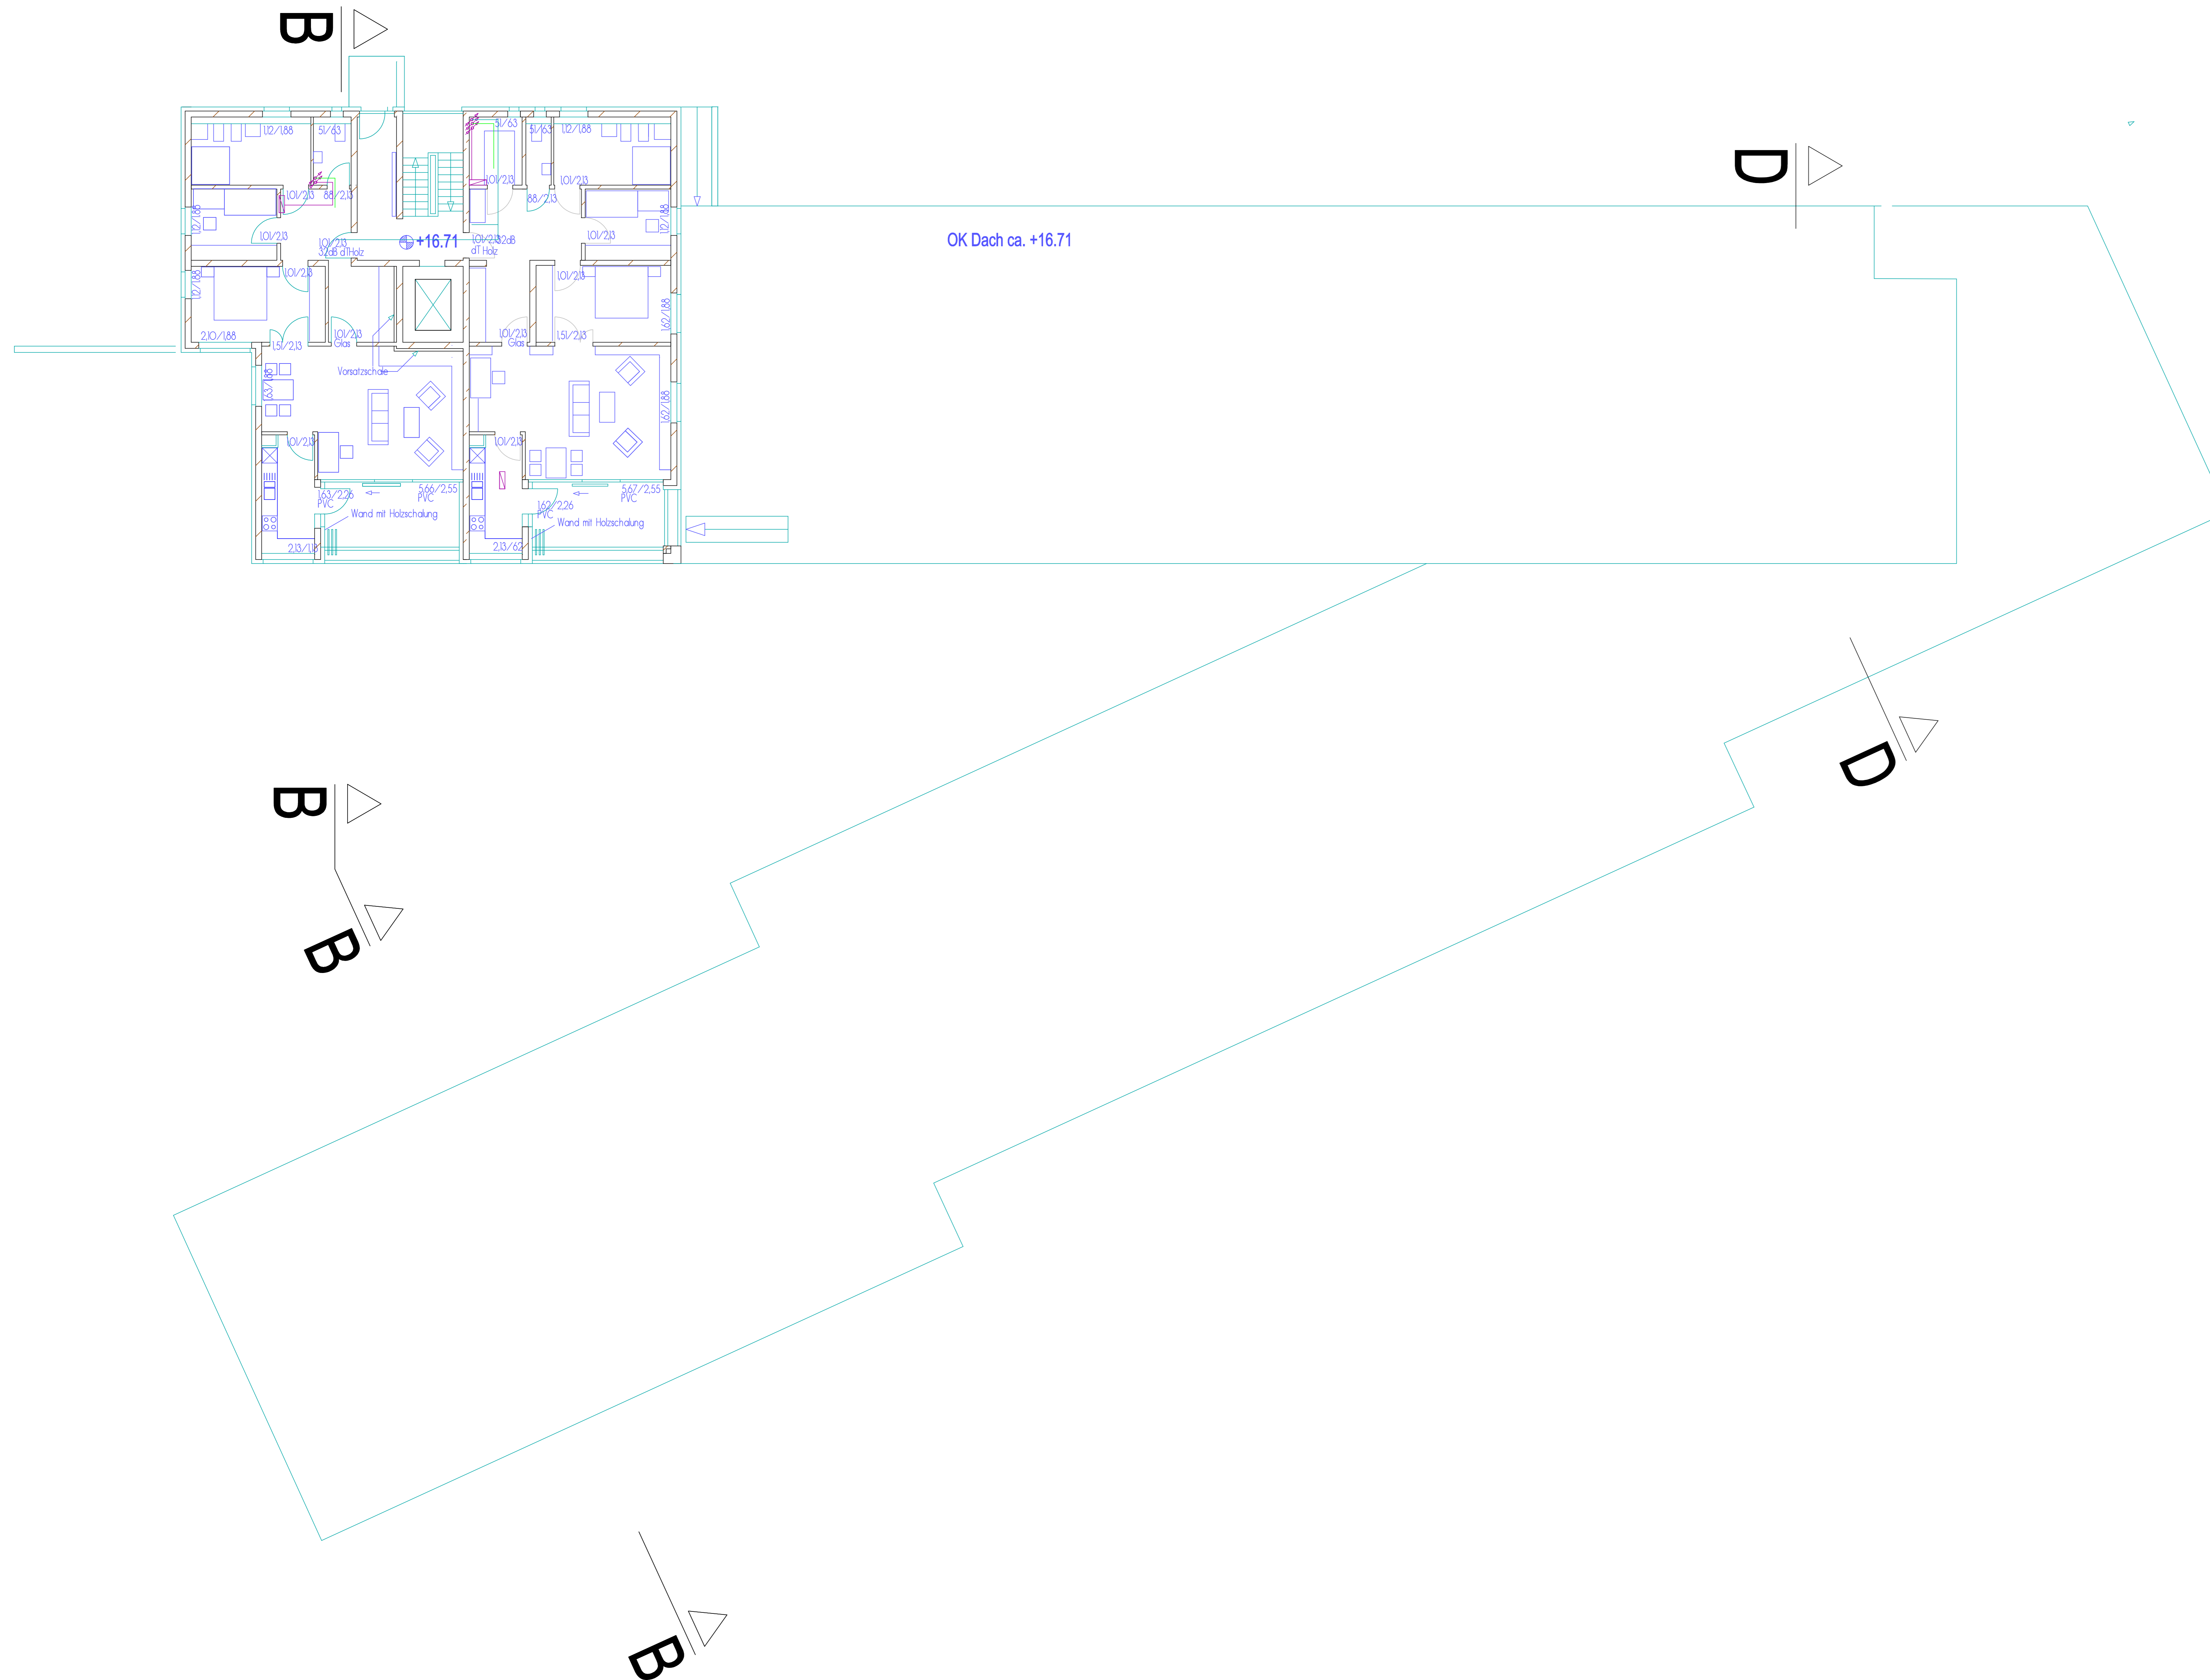 B
D
1,12/1,88
51/63
51/63
51/63
1,12/1,88
1,01/2,13
88/2,13
1,01/2,13
88/2,13
1,01/2,13
1,12/1,88
1,12/1,88
1,01/2,13
1,01/2,13
1,01/2,13
32dB dTHolz
+16.71
1,01/2,13
32dB
dT Holz
OK Dach ca. +16.71
1,12/1,88
1,01/2,13
1,01/2,13
1,62/1,88
2,10/1,88
1,51/2,13
1,01/2,13
Glas
1,01/2,13
Glas
1,51/2,13
Vorsatzschale
1,63/1,88
1,62/1,88
1,01/2,13
1,01/2,13
1,63/2,26
PVC
5,66/2,55
PVC
1,62/2,26
PVC
5,67/2,55
PVC
Wand mit Holzschalung
Wand mit Holzschalung
2,13/1,13
2,13/62
D
B
B
B